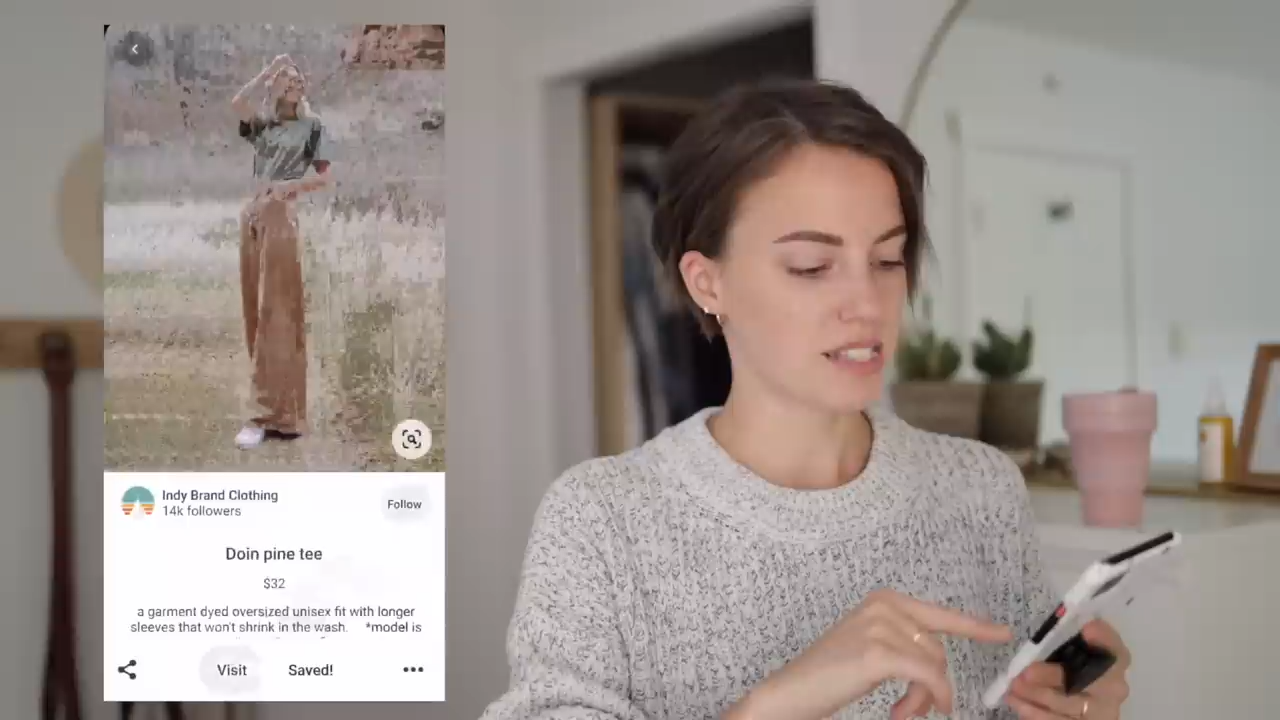 Indy Brand Clothing
14k followers
Follow
Doin pine tee
$32
a garment dyed oversized unisex fit with longer
sleeves that won't shrink in the wash. *model is
Visit
Saved!